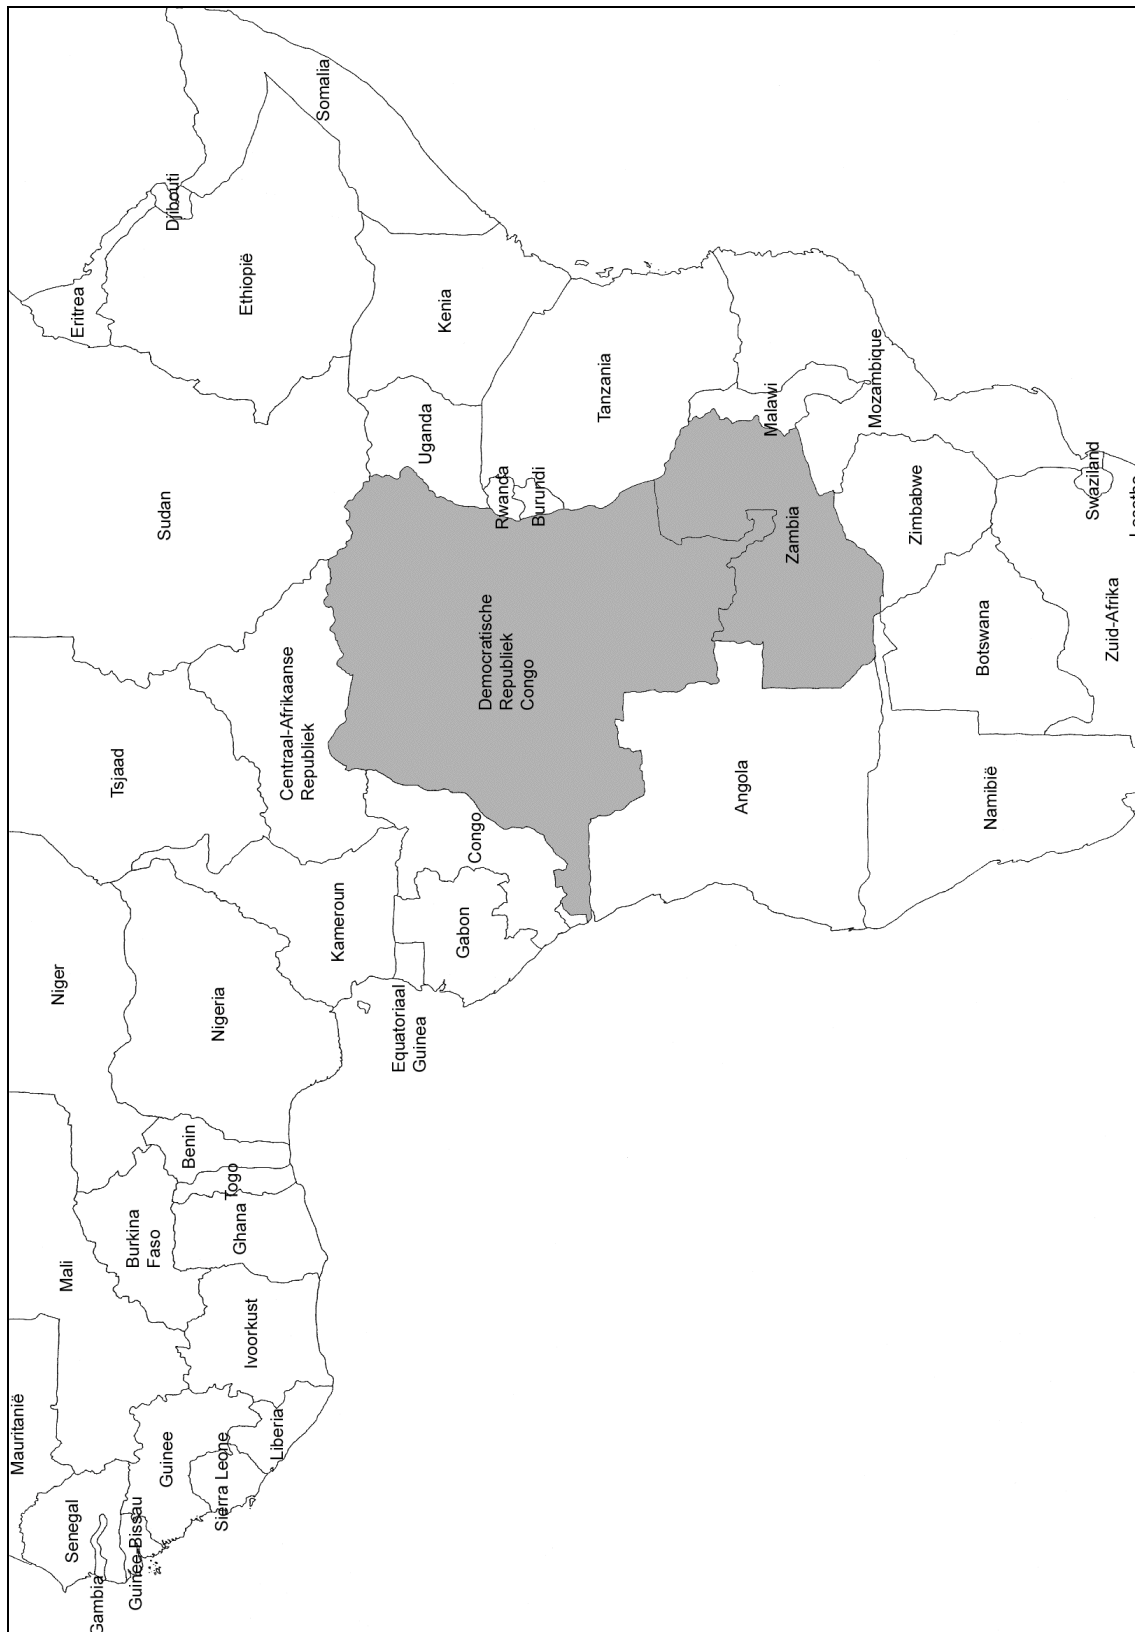 Mauritanië
Senegal
Gambia
Guinee-Bissau
Guinee
Sierra Leone
Liberia
Mali
Ivoorkust
Burkina
Faso
Ghana
Togo
Benin
Niger
Nigeria
Kameroun
Equatoriaal
Guinea
Gabon
Congo
Tsjaad
Centraal-Afrikaanse
Republiek
Democratische
Republiek
Congo
Sudan
Eritrea
Djibouti
Ethiopië
Somalia
Kenia
Uganda
Rwanda
Burundi
Tanzania
Angola
Zambia
Malawi
Mozambique
Zimbabwe
Botswana
Namibië
Zuid-Afrika
Swaziland